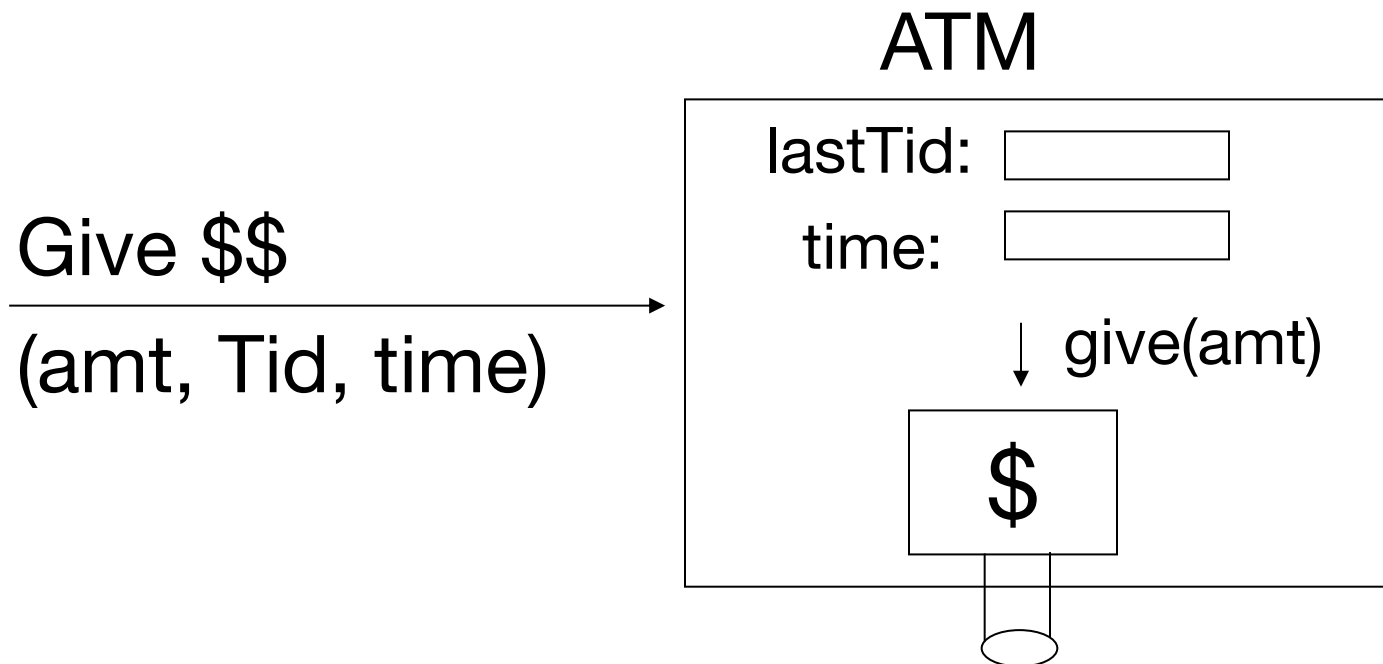 ATM
lastTid:
time:
Give $$
(amt, Tid, time)
give(amt)
$